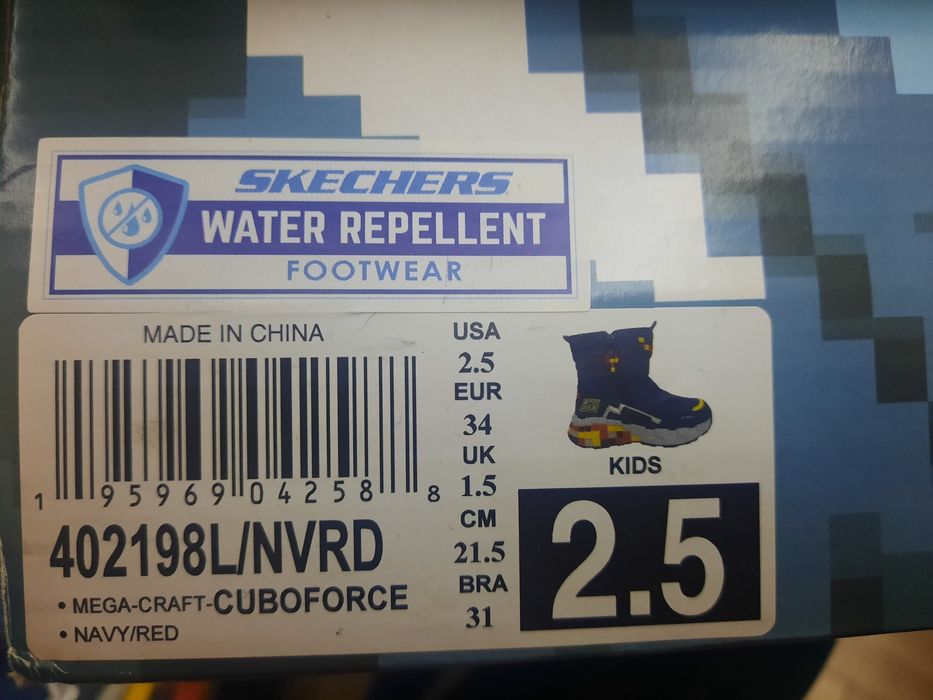 SKECHERS
WATER REPELLENT
FOOTWEAR
MADE IN CHINA
1 95969 04258 8
402198L/NVRD
• MEGA-CRAFT-CUBOFORCE
• NAVY/RED
USA
2.5
EUR
34
UK
1.5
CM
21.5
BRA
31
KIDS
2.5